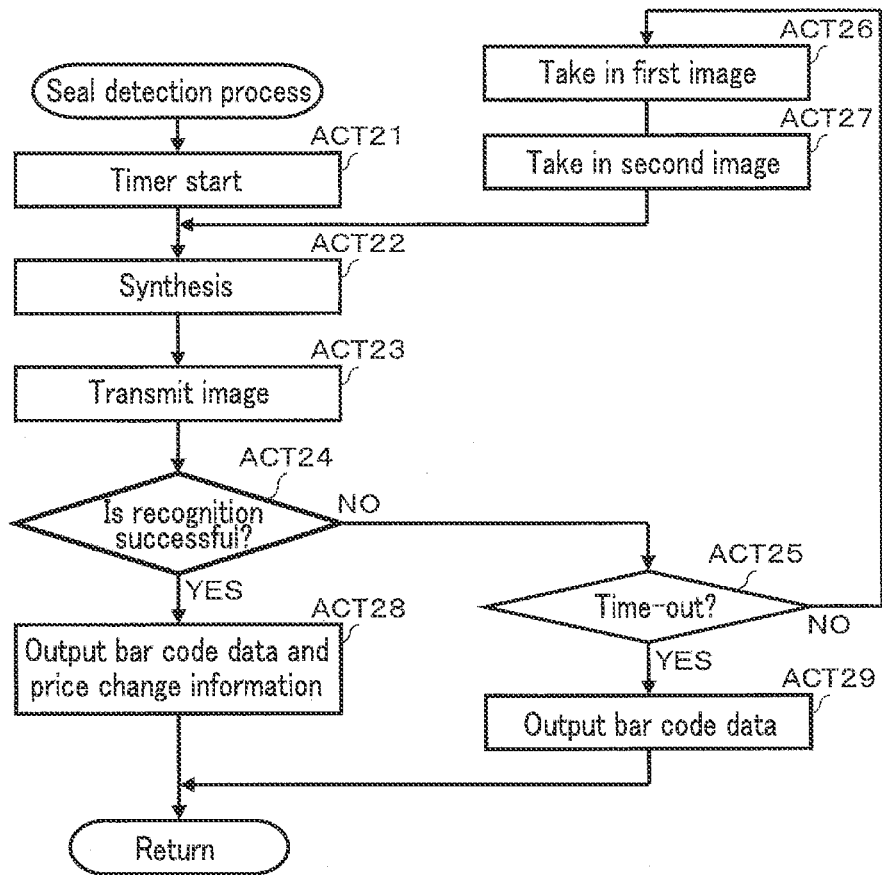 Seal detection process
ACT21
Timer start
ACT26
Take in first image
ACT27
Take in second image
ACT22
Synthesis
ACT23
Transmit image
ACT24
Is recognition
successful?
NO
YES
ACT25
Time-out?
NO
YES
ACT28
Output bar code data and
price change information
ACT29
Output bar code data
Return